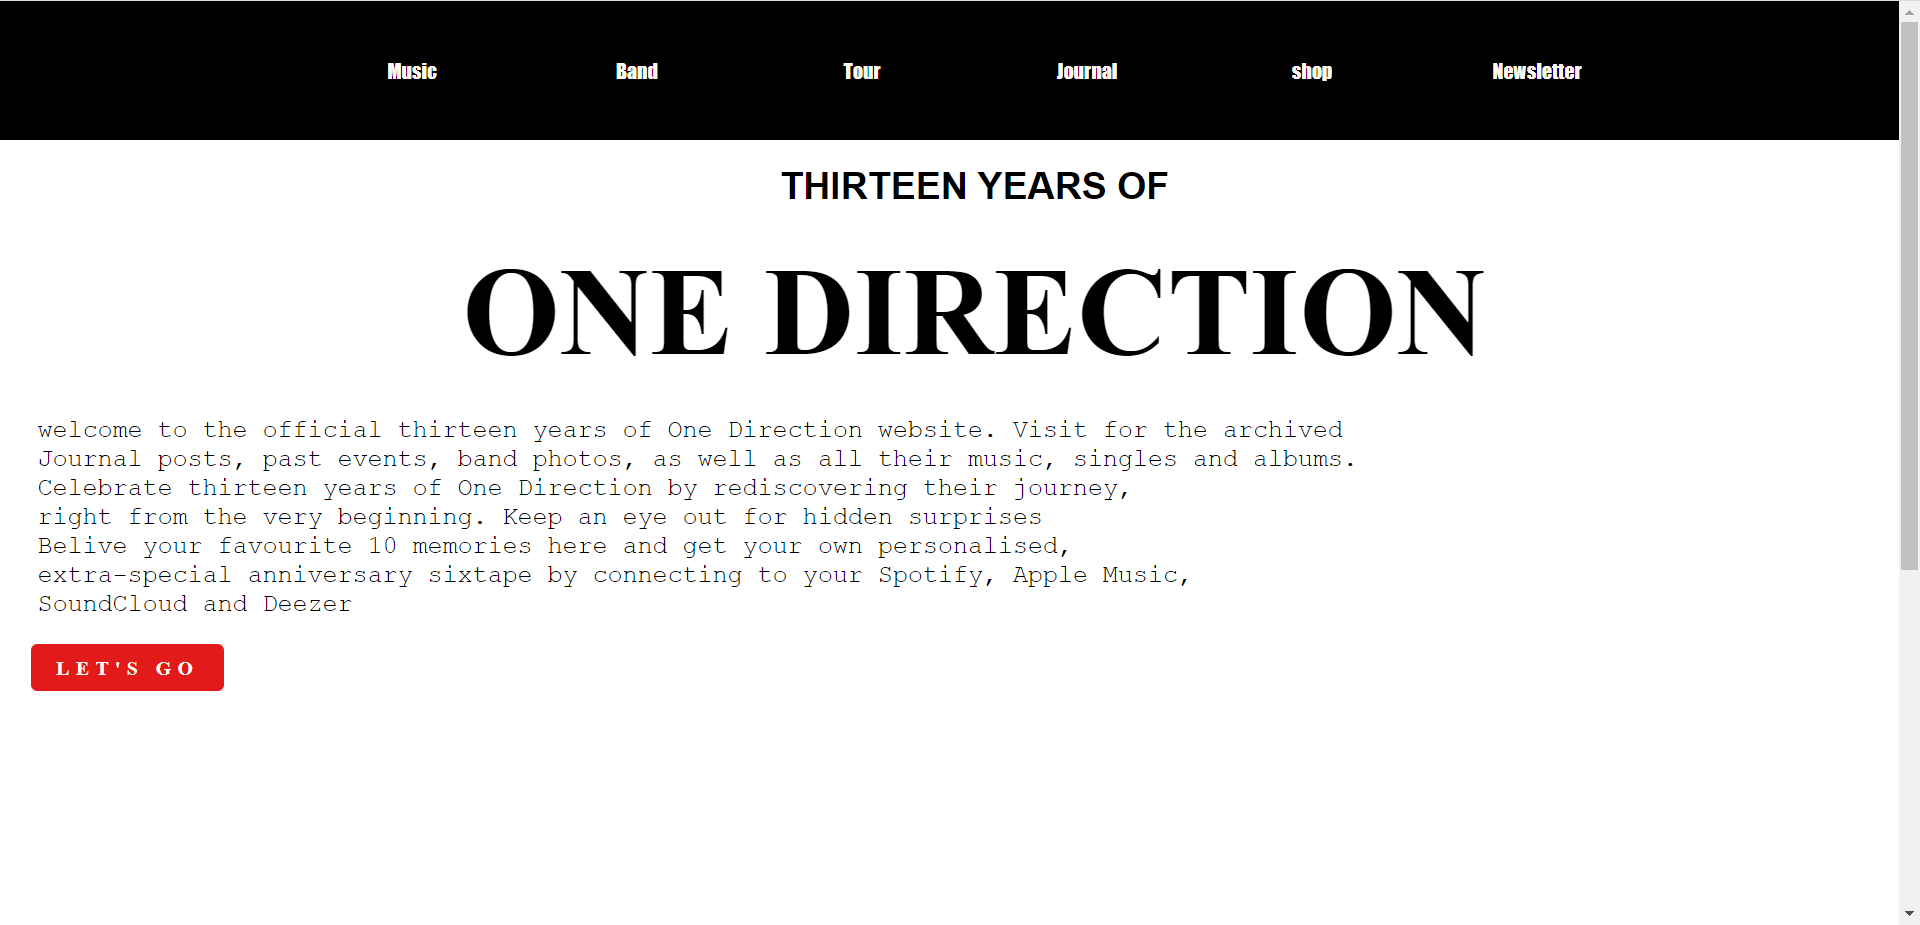 Music Band Tour Journal shop Newsletter
THIRTEEN YEARS OF
ONE DIRECTION
welcome to the official thirteen years of One Direction website. Visit for the archived
Journal posts, past events, band photos, as well as all their music, singles and albums.
Celebrate thirteen years of One Direction by rediscovering their journey,
right from the very beginning. Keep an eye out for hidden surprises
Belive your favourite 10 memories here and get your own personalised,
extra-special anniversary sixtape by connecting to your Spotify, Apple Music,
SoundCloud and Deezer
LET'S GO